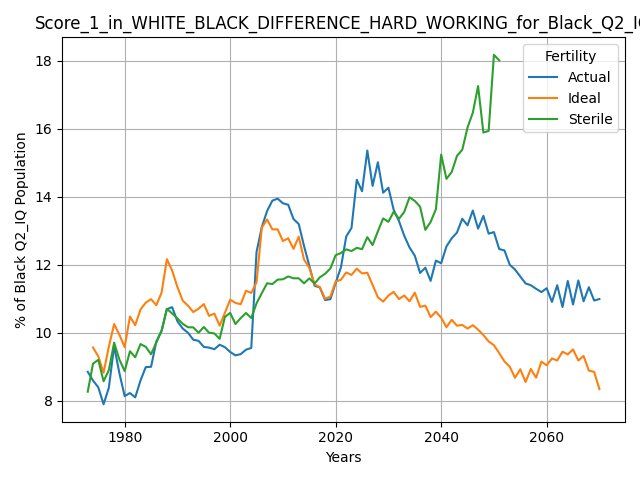 Score_1_in_WHITE_BLACK_DIFFERENCE_HARD_WORKING_for_Black_Q2_IQ
Fertility
Actual
Ideal
Sterile
% of Black Q2_IQ Population
18
16
14
12
10
8
1980
2000
2020
2040
2060
Years